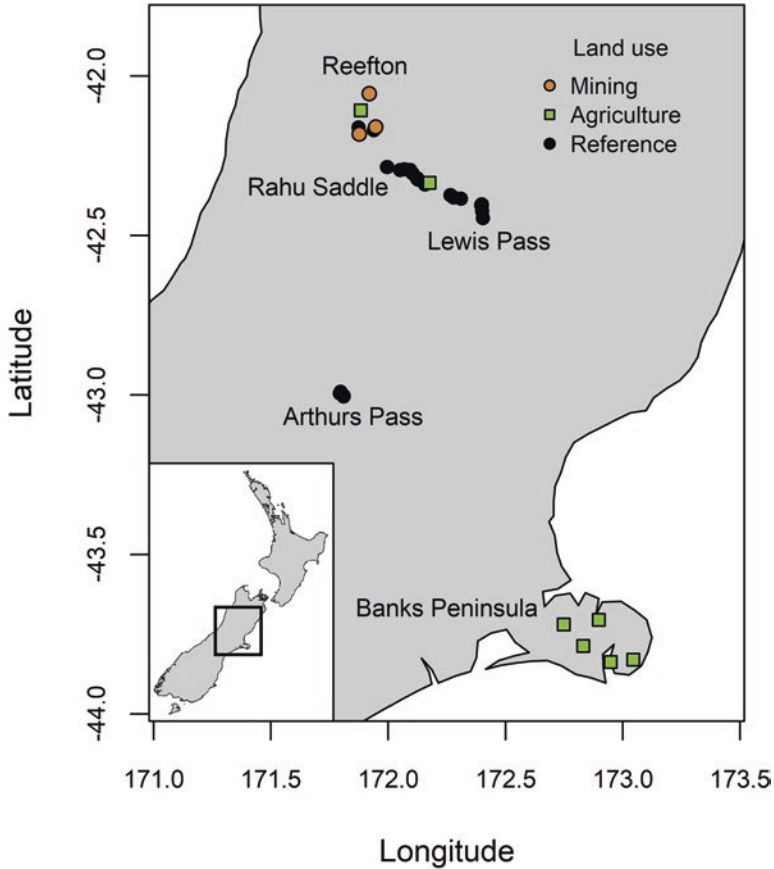 Land use
Mining
Agriculture
Reference
Reefton
Rahu Saddle
Lewis Pass
Arthurs Pass
Banks Peninsula
Latitude
-42.0
-42.5
-43.0
-43.5
-44.0
171.0 171.5 172.0 172.5 173.0 173.5
Longitude